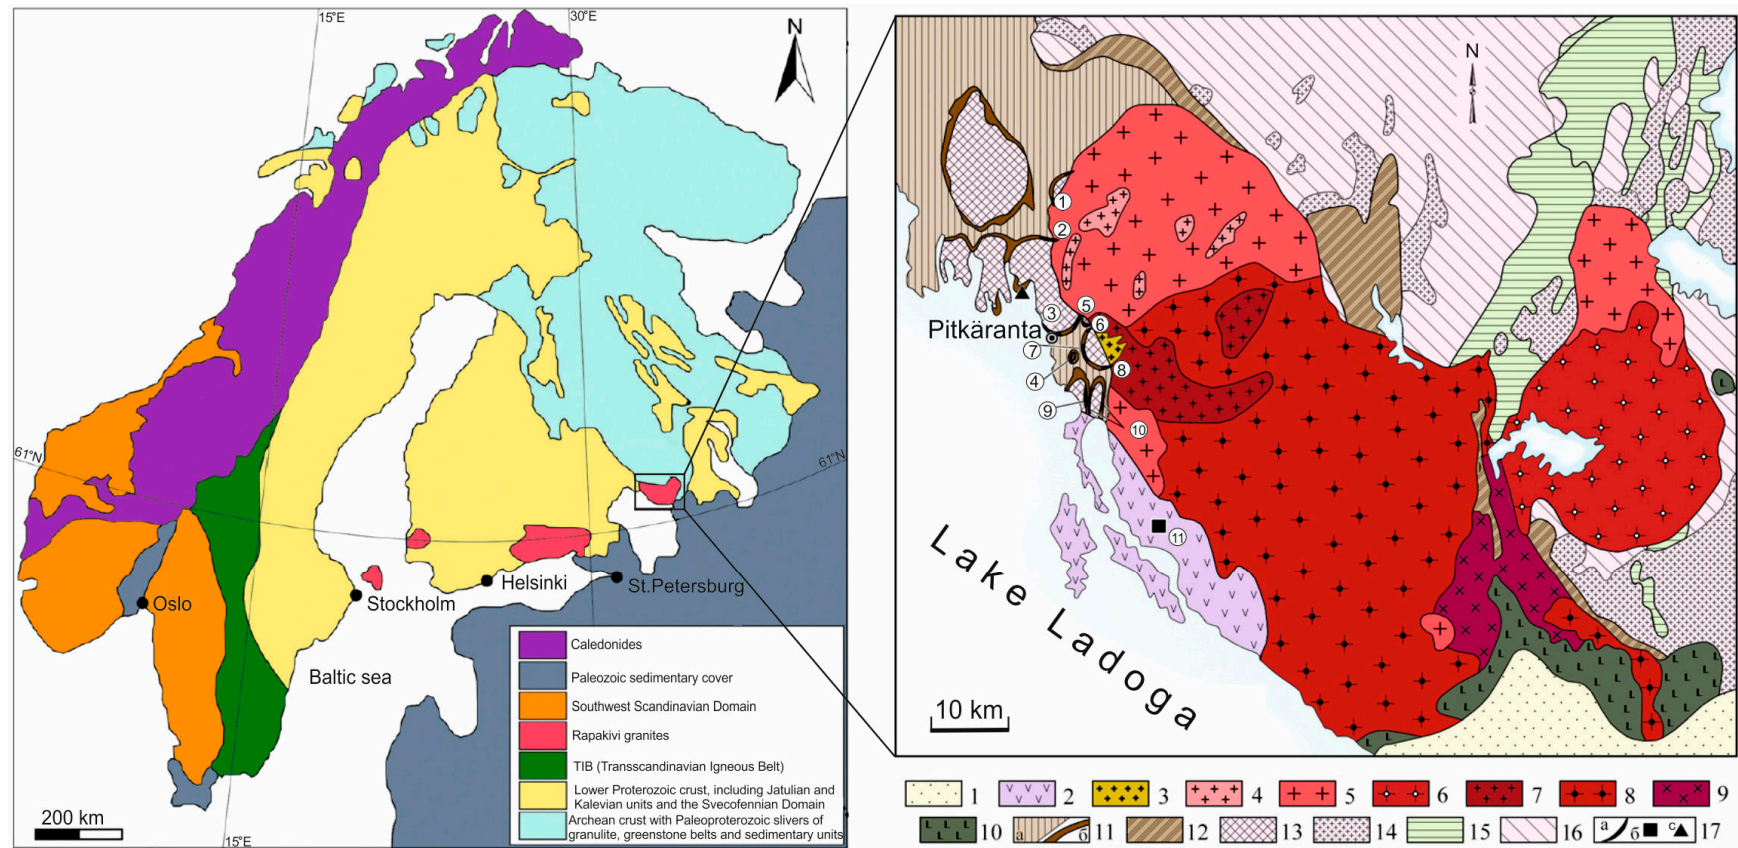 15°E
30°E
N
61°N
61°N
Oslo
Stockholm
Helsinki
St.Petersburg
Baltic sea
Caledonides
Paleozoic sedimentary cover
Southwest Scandinavian Domain
Rapakivi granites
TIB (Transscandinavian Igneous Belt)
Lower Proterozoic crust, including Jatulian and
Kalevian units and the Svecofennian Domain
Archean crust with Paleoproterozoic slivers of
granulite, greenstone belts and sedimentary units
200 km
15°E
N
1
2
3
5
6
Pitkäranta
7
4
8
9
10
11
L
Lake Ladoga
10 km
1 2 3 4 5 6 7 8 9
10 а б 11 12 13 14 15 16 а б c 17